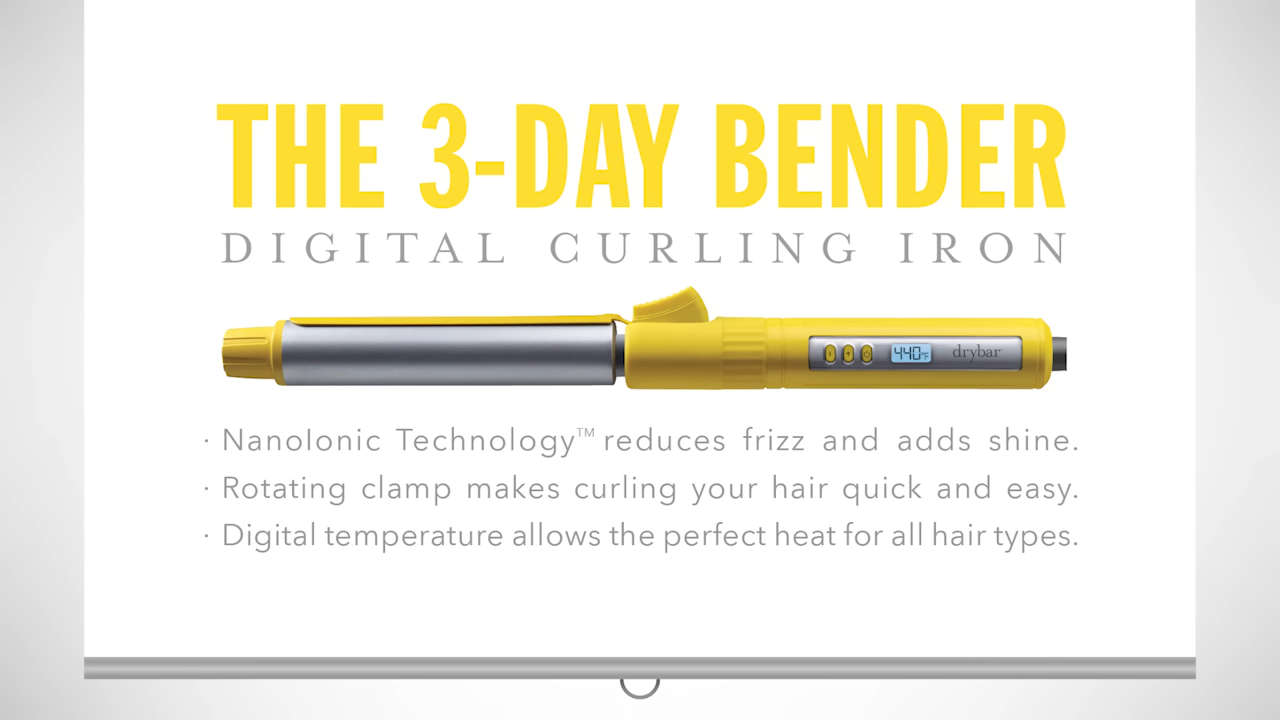 THE 3-DAY BENDER
DIGITAL CURLING IRON
440°F drybar
· NanoIonic Technology™ reduces frizz and adds shine.
· Rotating clamp makes curling your hair quick and easy.
· Digital temperature allows the perfect heat for all hair types.